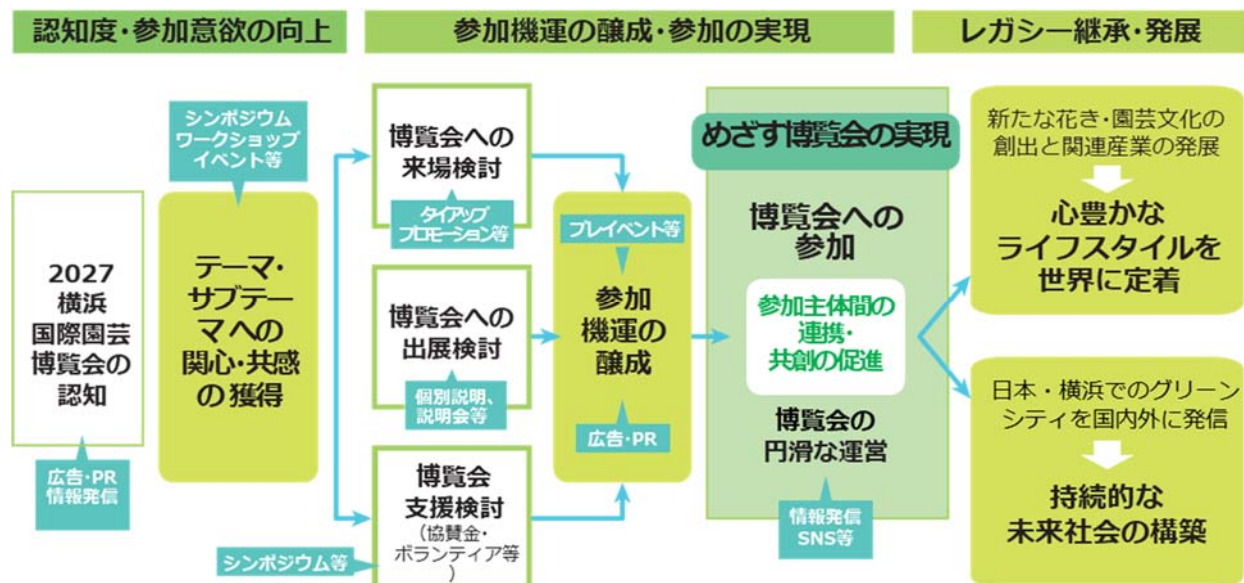 認知度・参加意欲の向上
参加機運の醸成・参加の実現
レガシー継承・発展
シンポジウム
ワークショップ
イベント等
2027
横浜
国際園芸
博覧会の
認知
広告・PR
情報発信
テーマ・
サブテー
マへの
関心・共感
の獲得
博覧会への
来場検討
タイアップ
プロモーション等
博覧会への
出展検討
個別説明、
説明会等
博覧会
支援検討
（協賛金・
ボランティア等
）
シンポジウム等
プレイベント等
参加
機運の
醸成
広告・PR
めざす博覧会の実現
博覧会への
参加
参加主体間の
連携・
共創の促進
博覧会の
円滑な運営
情報発信
SNS等
新たな花き・園芸文化の
創出と関連産業の発展
心豊かな
ライフスタイルを
世界に定着
日本・横浜でのグリーン
シティを国内外に発信
持続的な
未来社会の構築